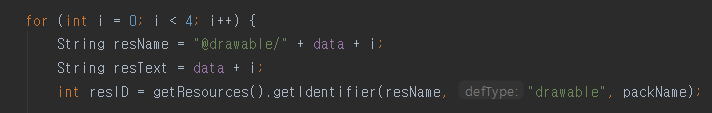 for (int i = 0; i < 4; i++) {
String resName = "@drawable/" + data + i;
String resText = data + i;
int resID = getResources().getIdentifier(resName, defType: "drawable", packName);